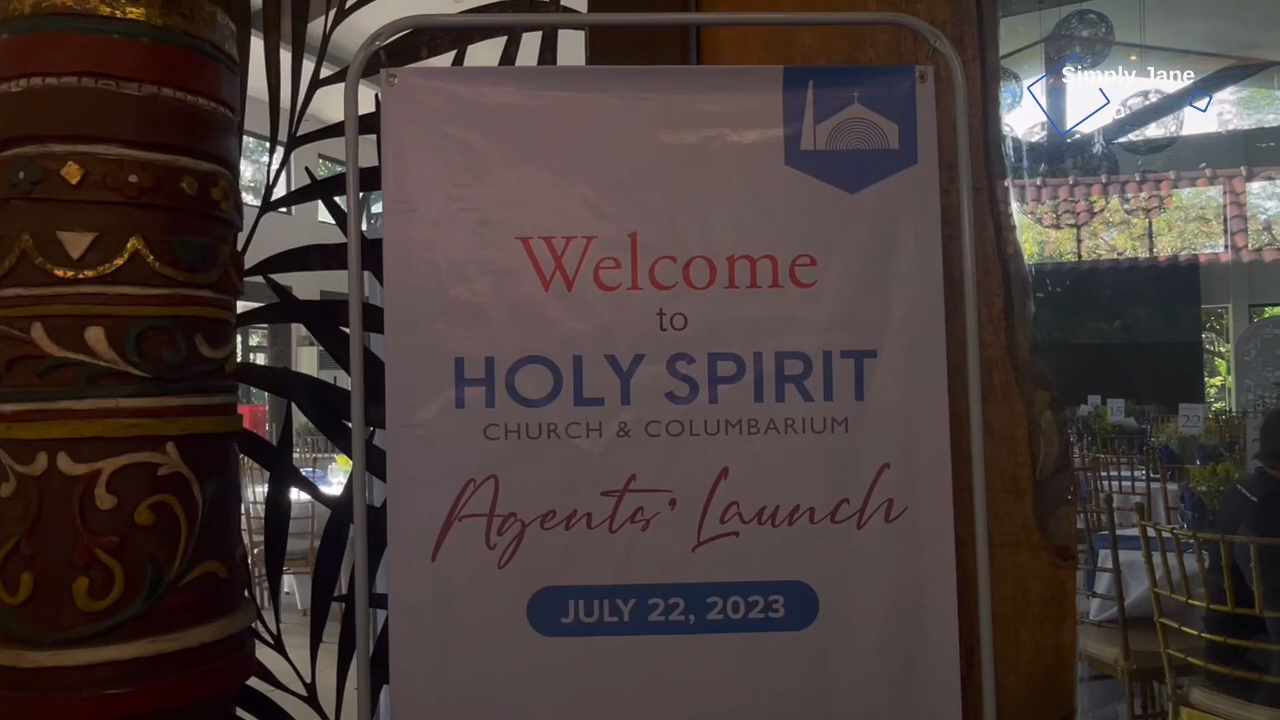 Simply Jane
Welcome
to
HOLY SPIRIT
CHURCH & COLUMBARIUM
Agents' Launch
JULY 22, 2023
15
22